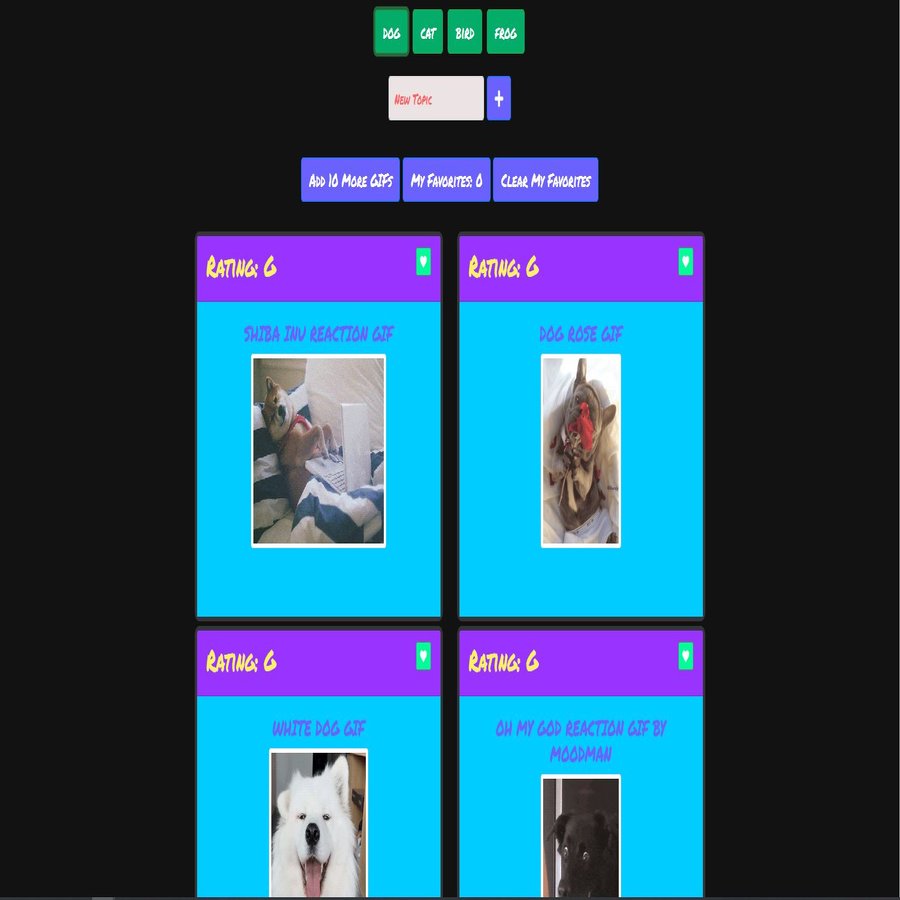 Dog Cat Bird Frog
New Topic +
Add 10 More GIFs My Favorites: 0 Clear My Favorites
Rating: G
SHIBA INU REACTION GIF
Rating: G
DOG ROSE GIF
Rating: G
WHITE DOG GIF
Rating: G
OH MY GOD REACTION GIF BY
MOODMAN